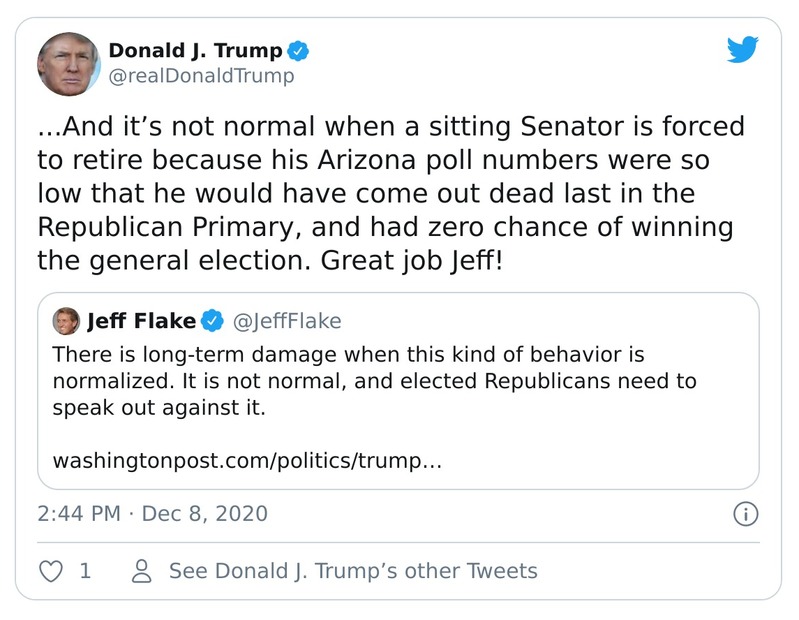 Donald J. Trump
@realDonaldTrump
...And it’s not normal when a sitting Senator is forced
to retire because his Arizona poll numbers were so
low that he would have come out dead last in the
Republican Primary, and had zero chance of winning
the general election. Great job Jeff!
Jeff Flake @JeffFlake
There is long-term damage when this kind of behavior is
normalized. It is not normal, and elected Republicans need to
speak out against it.
washingtonpost.com/politics/trump…
2:44 PM · Dec 8, 2020
1 See Donald J. Trump’s other Tweets